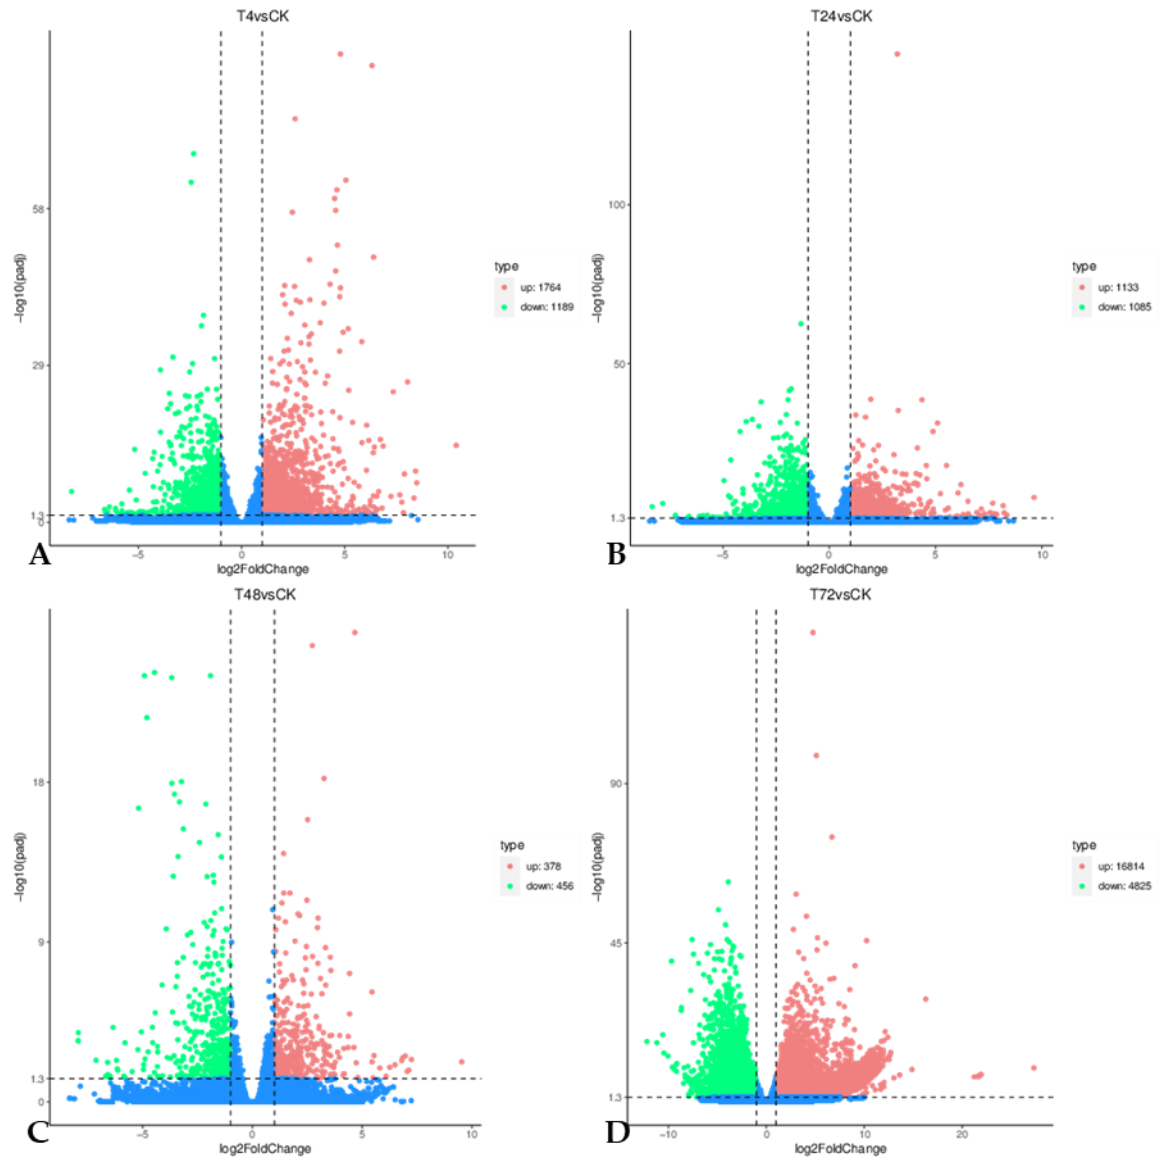 T4vsCK
−log10(padj)
58
29
1.3
0
−5
0
5
10
log2FoldChange
type
up: 1764
down: 1189
A
T24vsCK
−log10(padj)
100
50
1.3
−5
0
5
10
log2FoldChange
type
up: 1133
down: 1085
B
T48vsCK
−log10(padj)
18
9
1.3
0
−5
0
5
10
log2FoldChange
type
up: 378
down: 456
C
T72vsCK
−log10(padj)
90
45
1.3
−10
0
10
20
log2FoldChange
type
up: 16814
down: 4825
D